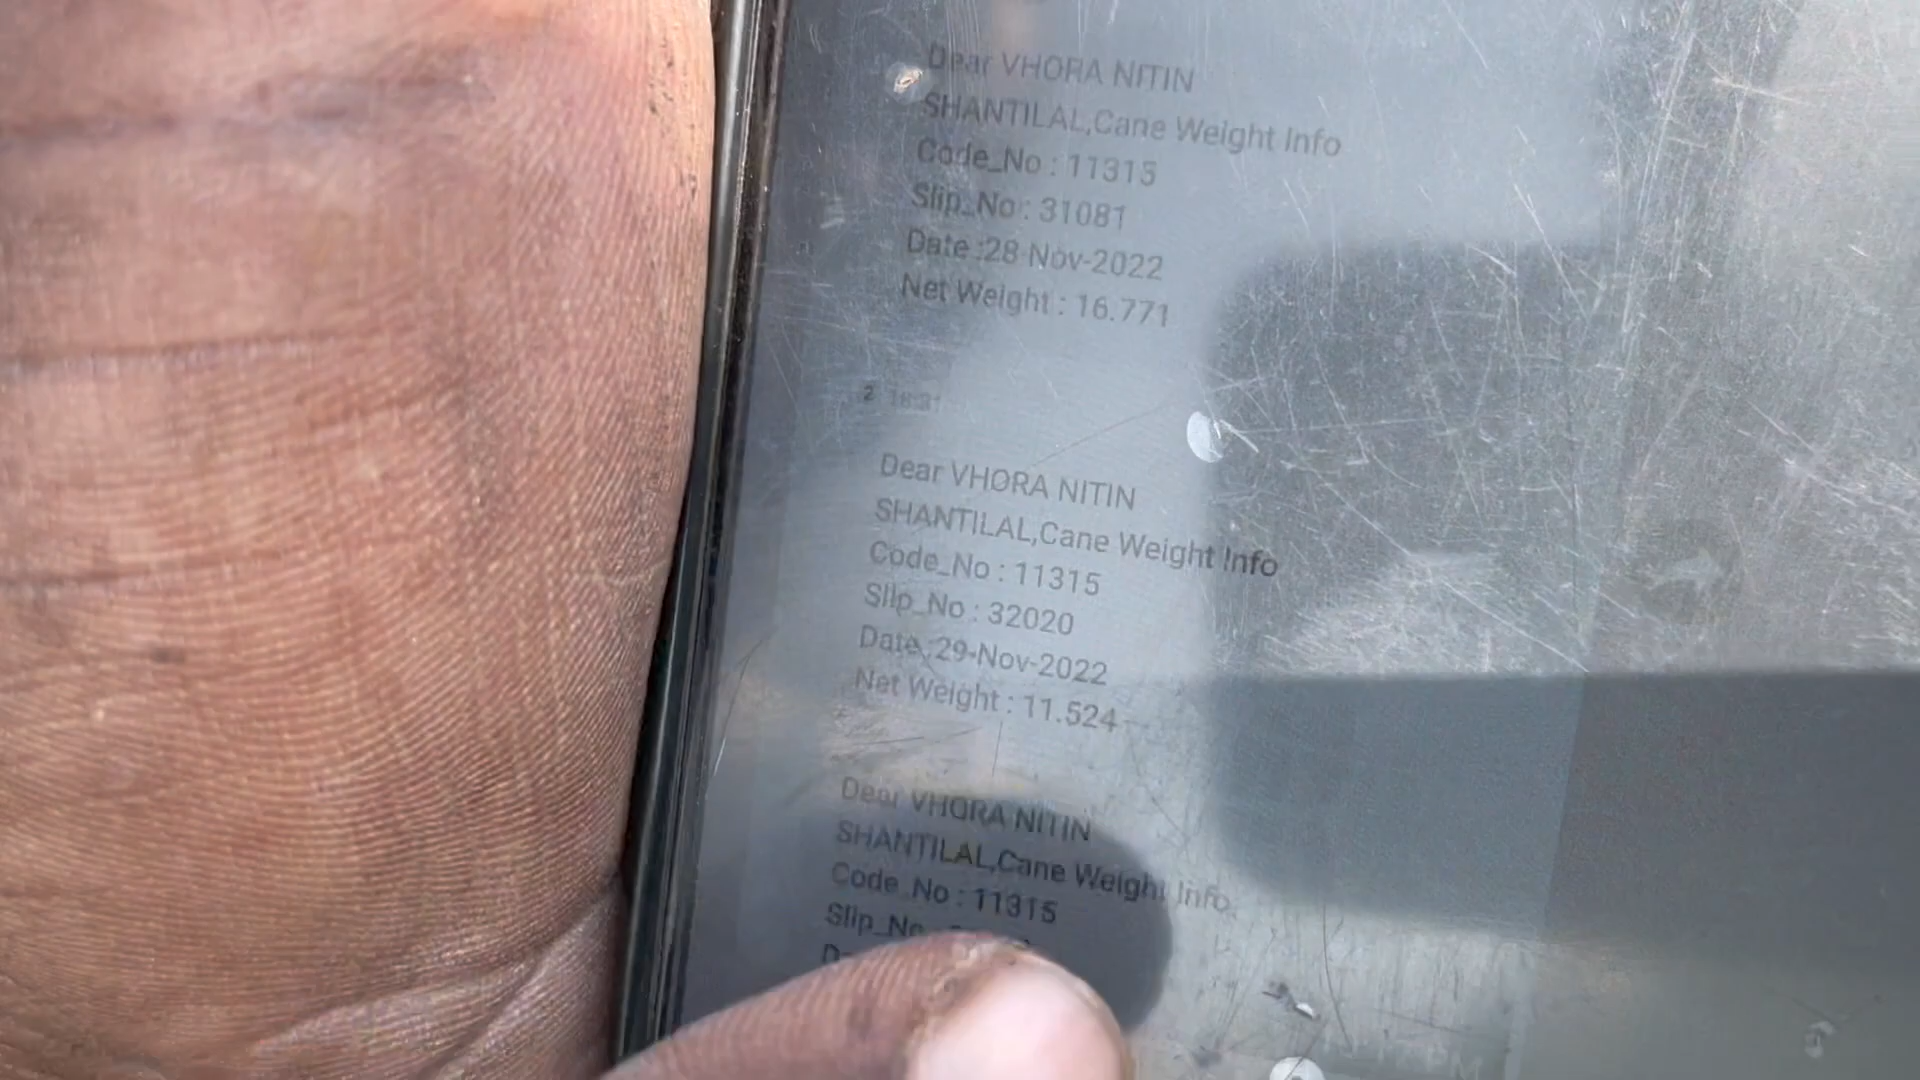 Dear VHORA NITIN
SHANTILAL,Cane Weight Info
Code_No : 11315
Slip_No : 31081
Date :28-Nov-2022
Net Weight : 16.771
Dear VHORA NITIN
SHANTILAL,Cane Weight Info
Code_No : 11315
Slip_No : 32020
Date :29-Nov-2022
Net Weight : 11.524
Dear VHORA NITIN
SHANTILAL,Cane Weight Info
Code_No : 11315
Slip_No